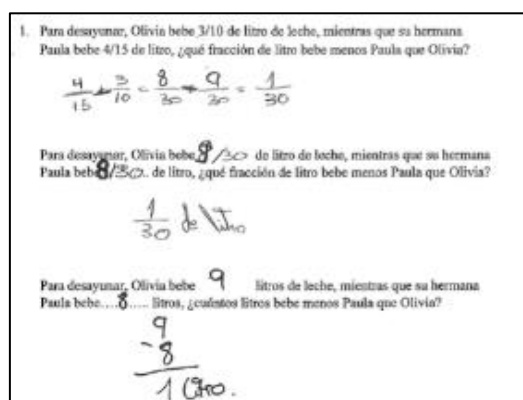 1. Para desayunar, Olivia bebe 3/10 de litro de leche, mientras que su hermana
Paula bebe 4/15 de litro, ¿qué fracción de litro bebe menos Paula que Olivia?
4/15 - 3/10 = 8/30 - 9/30 = 1/30
Para desayunar, Olivia bebe 9/30 de litro de leche, mientras que su hermana
Paula bebe 8/30 de litro, ¿qué fracción de litro bebe menos Paula que Olivia?
1/30 de litro
Para desayunar, Olivia bebe 9 litros de leche, mientras que su hermana
Paula bebe....8..... litros, ¿cuántos litros bebe menos Paula que Olivia?
9
- 8
1 litro.